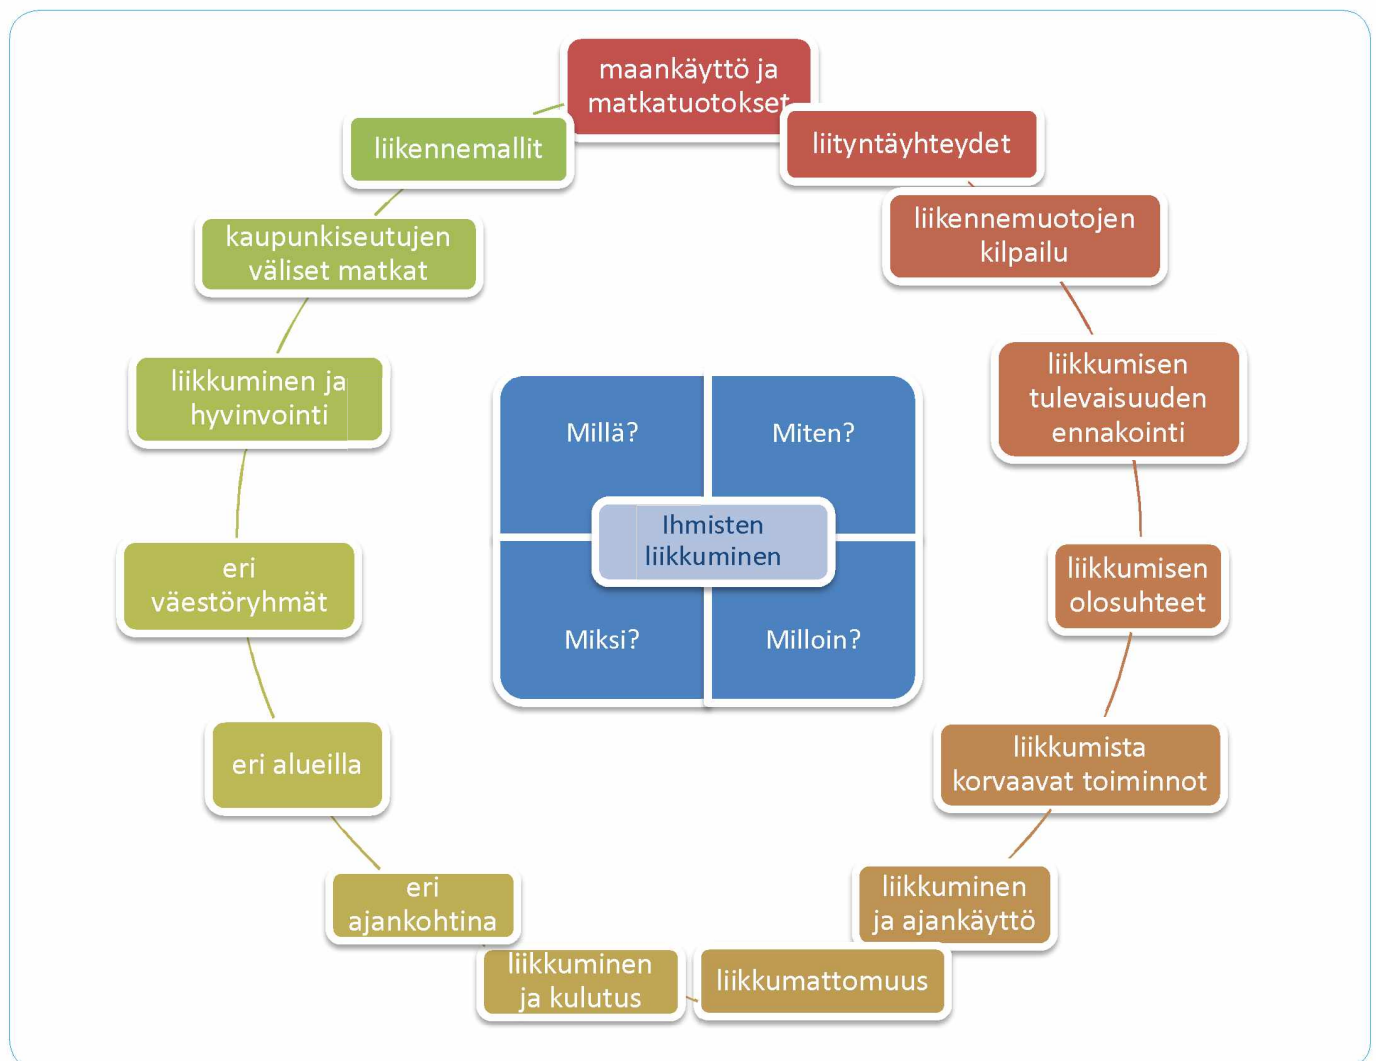 maankäyttö ja
matkatuotokset
liityntäyhteydet
liikennemuotojen
kilpailu
liikkumisen
tulevaisuuden
ennakointi
liikkumisen
olosuhteet
liikkumista
korvaavat toiminnot
liikkuminen
ja ajankäyttö
liikkumattomuus
liikkuminen
ja kulutus
eri
ajankohtina
eri alueilla
eri
väestöryhmät
liikkuminen ja
hyvinvointi
kaupunkiseutujen
väliset matkat
liikennemallit
Millä?
Miten?
Ihmisten
liikkuminen
Miksi?
Milloin?